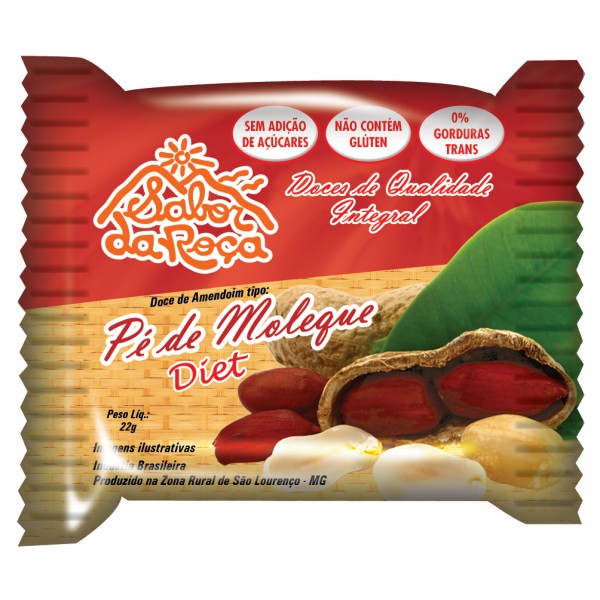 SEM ADIÇÃO
DE AÇÚCARES
NÃO CONTÉM
GLÚTEN
0%
GORDURAS
TRANS
Sabor
da Roça
Doces de Qualidade
Integral
Doce de Amendoim tipo:
Pé de Moleque
Diet
Peso Líq.:
22g
Imagens ilustrativas
Indústria Brasileira
Produzido na Zona Rural de São Lourenço - MG